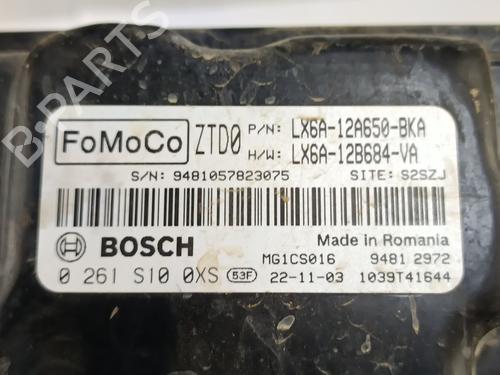 B-PARTS
FoMoCo ZTD0 P/N: LX6A-12A650-BKA
H/W: LX6A-12B684-VA
S/N: 9481057823075 SITE: S2SZJ
BOSCH Made in Romania
MG1CS016 9481 2972
0 261 S10 0XS 53F 22-11-03 1039T41644